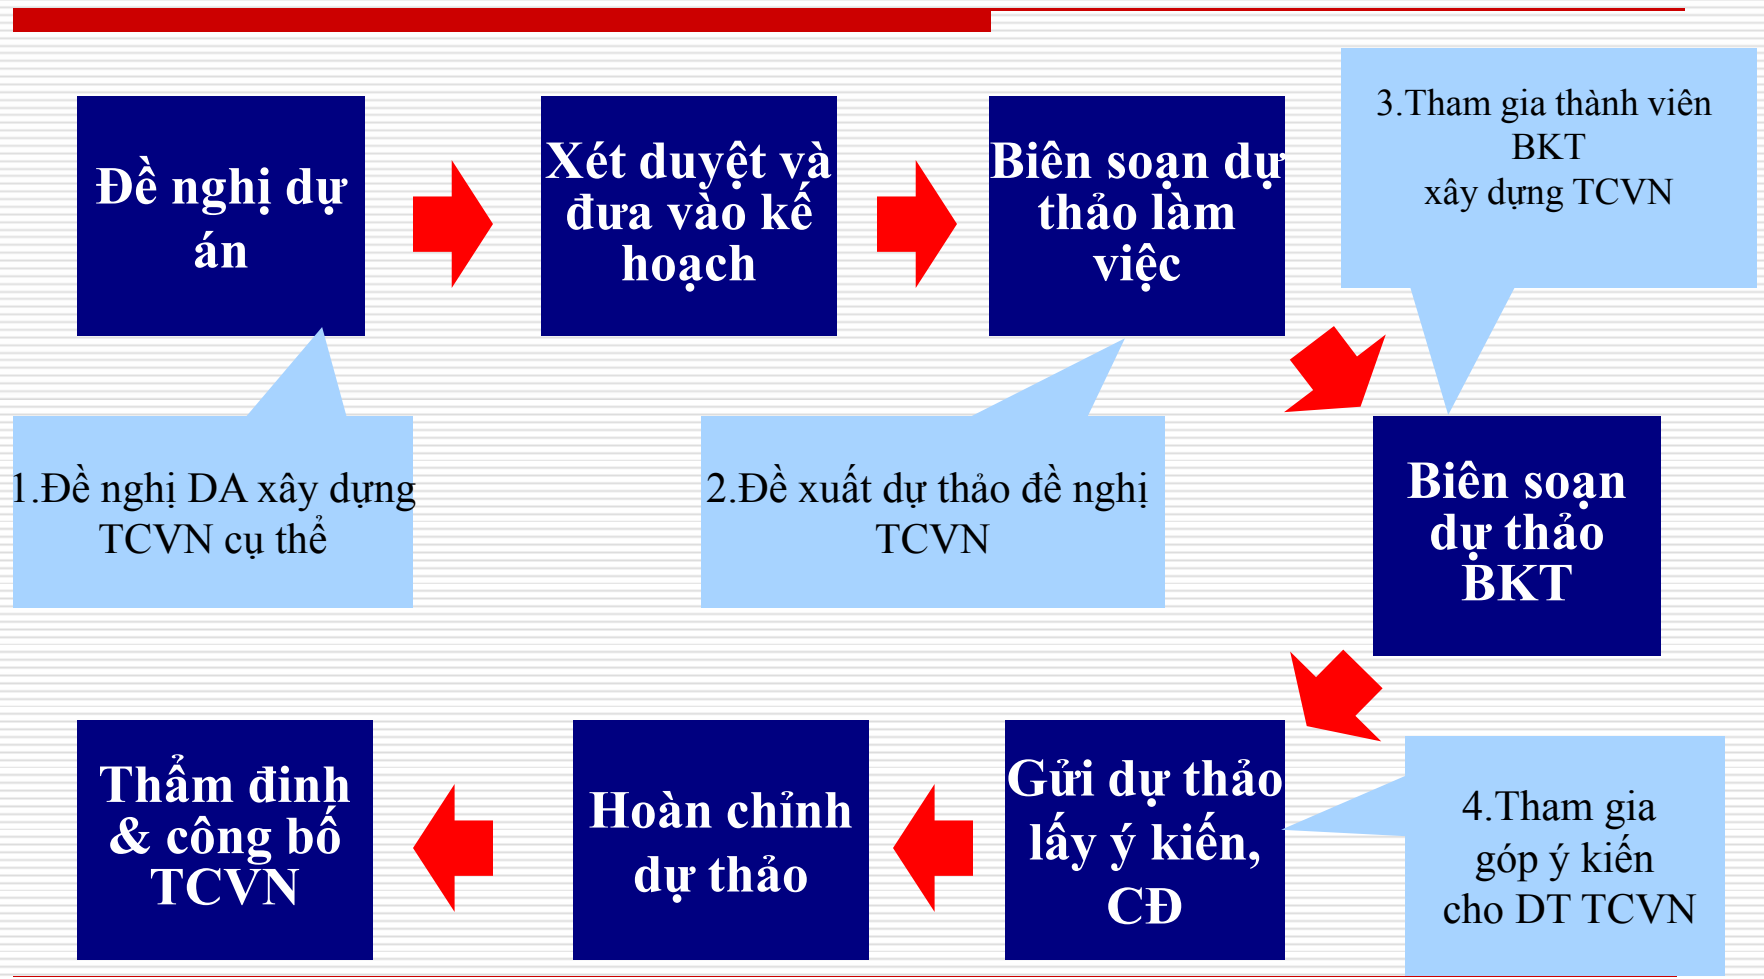 Đề nghị dự
án
Xét duyệt và
đưa vào kế
hoạch
Biên soạn dự
thảo làm
việc
3.Tham gia thành viên
BKT
xây dựng TCVN
1.Đề nghị DA xây dựng
TCVN cụ thể
2.Đề xuất dự thảo đề nghị
TCVN
Biên soạn
dự thảo
BKT
Thẩm đinh
& công bố
TCVN
Hoàn chỉnh
dự thảo
Gửi dự thảo
lấy ý kiến,
CĐ
4.Tham gia
góp ý kiến
cho DT TCVN